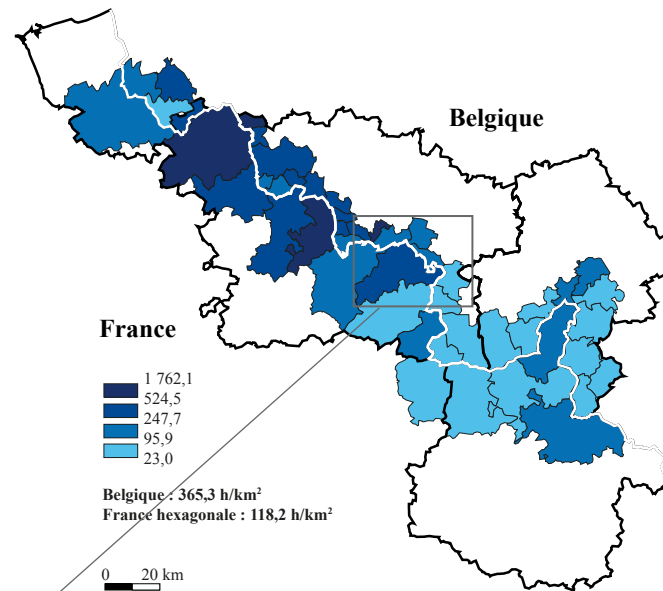 Belgique
France
1 762,1
524,5
247,7
95,9
23,0
Belgique : 365,3 h/km²
France hexagonale : 118,2 h/km²
0 20 km